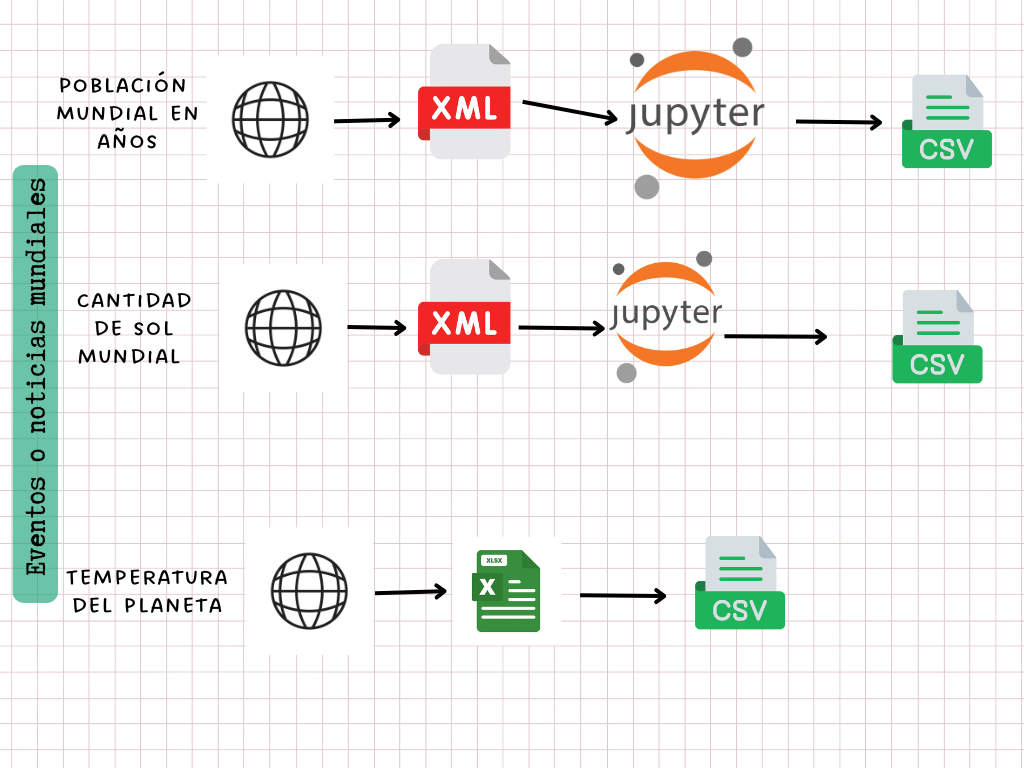 Eventos o noticias mundiales
POBLACIÓN
MUNDIAL EN
AÑOS
XML
jupyter
CSV
CANTIDAD
DE SOL
MUNDIAL
XML
jupyter
CSV
TEMPERATURA
DEL PLANETA
XLSX
X
CSV